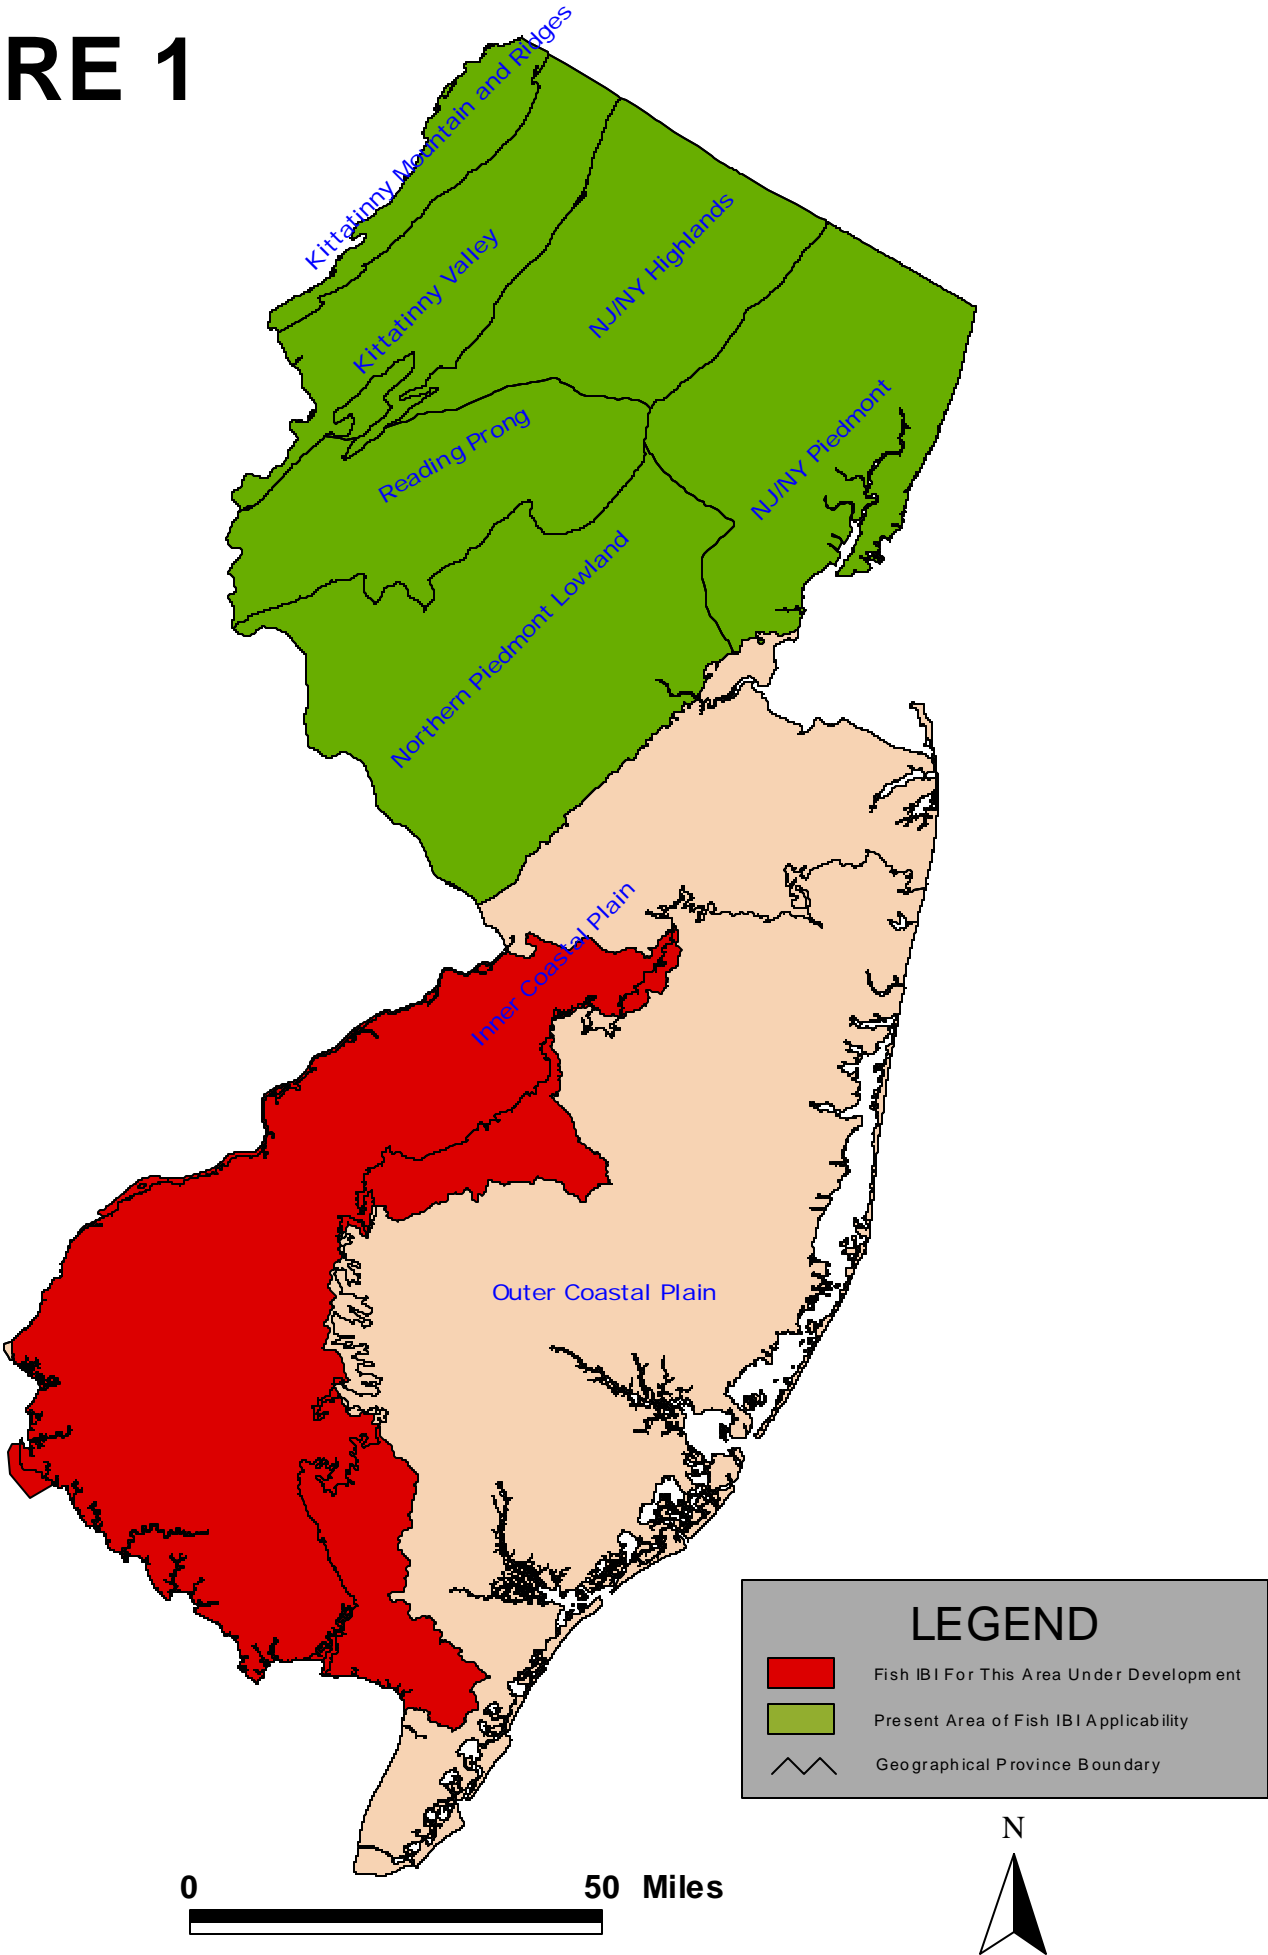 RE 1
Kittatinny Mountain and Ridges
Kittatinny Valley
NJ/NY Highlands
Reading Prong
NJ/NY Piedmont
Northern Piedmont Lowland
Inner Coastal Plain
Outer Coastal Plain
LEGEND
Fish IBI For This Area Under Development
Present Area of Fish IBI Applicability
Geographical Province Boundary
N
0 50 Miles